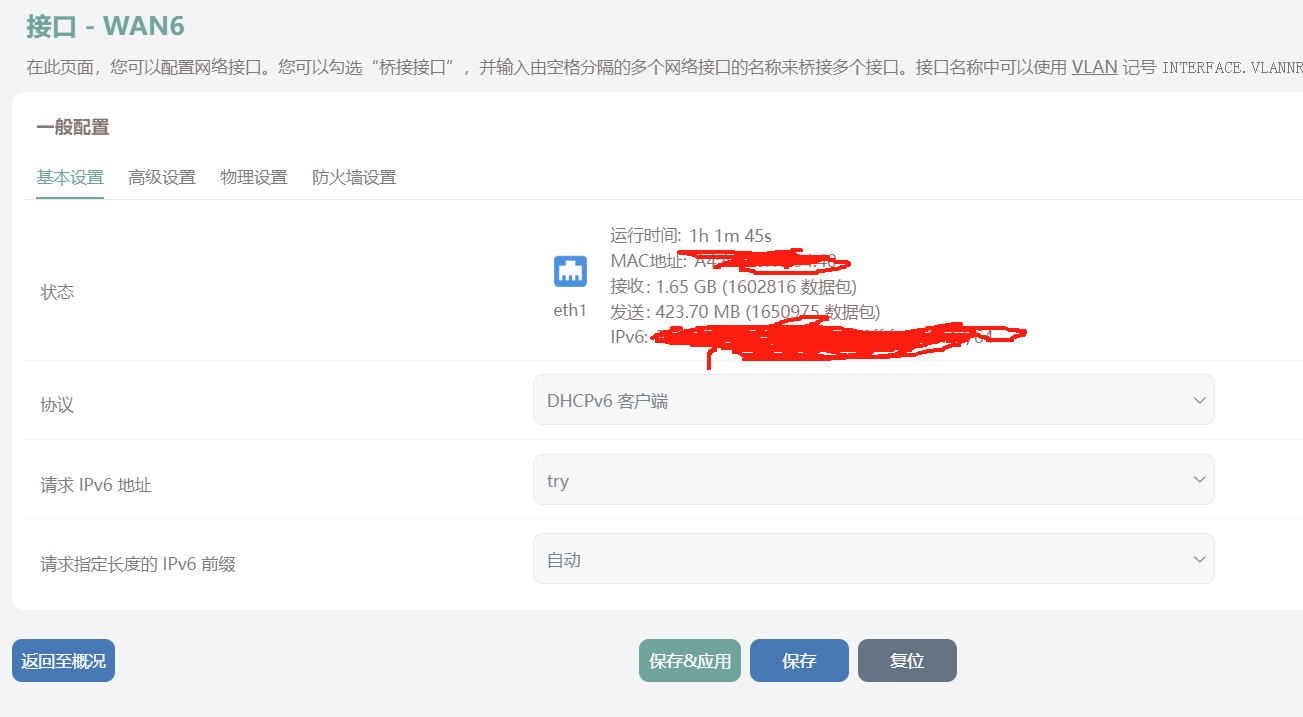 接口 - WAN6
在此页面，您可以配置网络接口。您可以勾选“桥接接口”，并输入由空格分隔的多个网络接口的名称来桥接多个接口。接口名称中可以使用 VLAN 记号 INTERFACE.VLANNR
一般配置
基本设置 高级设置 物理设置 防火墙设置
状态
eth1
运行时间: 1h 1m 45s
MAC地址:
接收: 1.65 GB (1602816 数据包)
发送: 423.70 MB (1650975 数据包)
IPv6:
协议
DHCPv6 客户端
请求 IPv6 地址
try
请求指定长度的 IPv6 前缀
自动
返回至概况 保存&应用 保存 复位